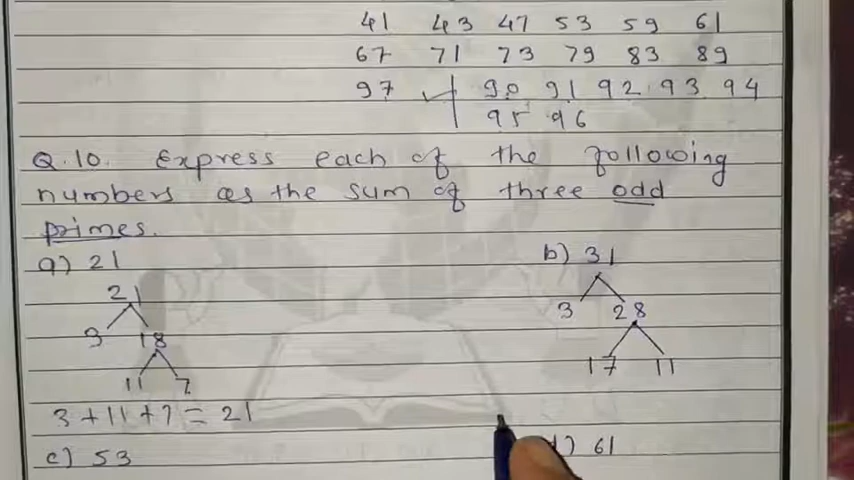 41 43 47 53 59 61
67 71 73 79 83 89
97 90 91 92 93 94
95 96
Q.10. Express each of the following
numbers as the sum of three odd
primes.
a) 21 b) 31
21
3 18
11 7
3 28
17 11
3 + 11 + 7 = 21
c) 53 d) 61